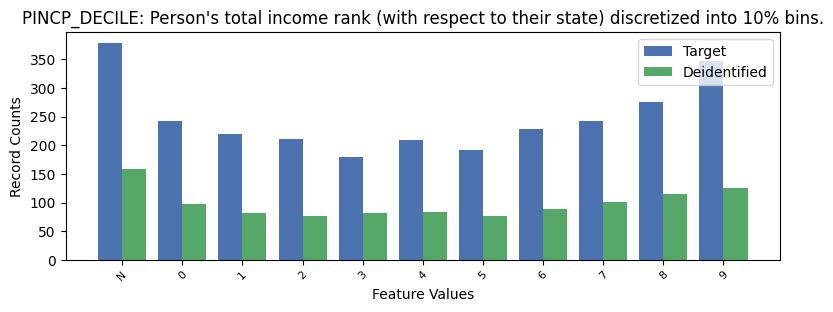 PINCP_DECILE: Person's total income rank (with respect to their state) discretized into 10% bins.
Target
Deidentified
Record Counts
350
300
250
200
150
100
50
0
N 0 1 2 3 4 5 6 7 8 9
Feature Values